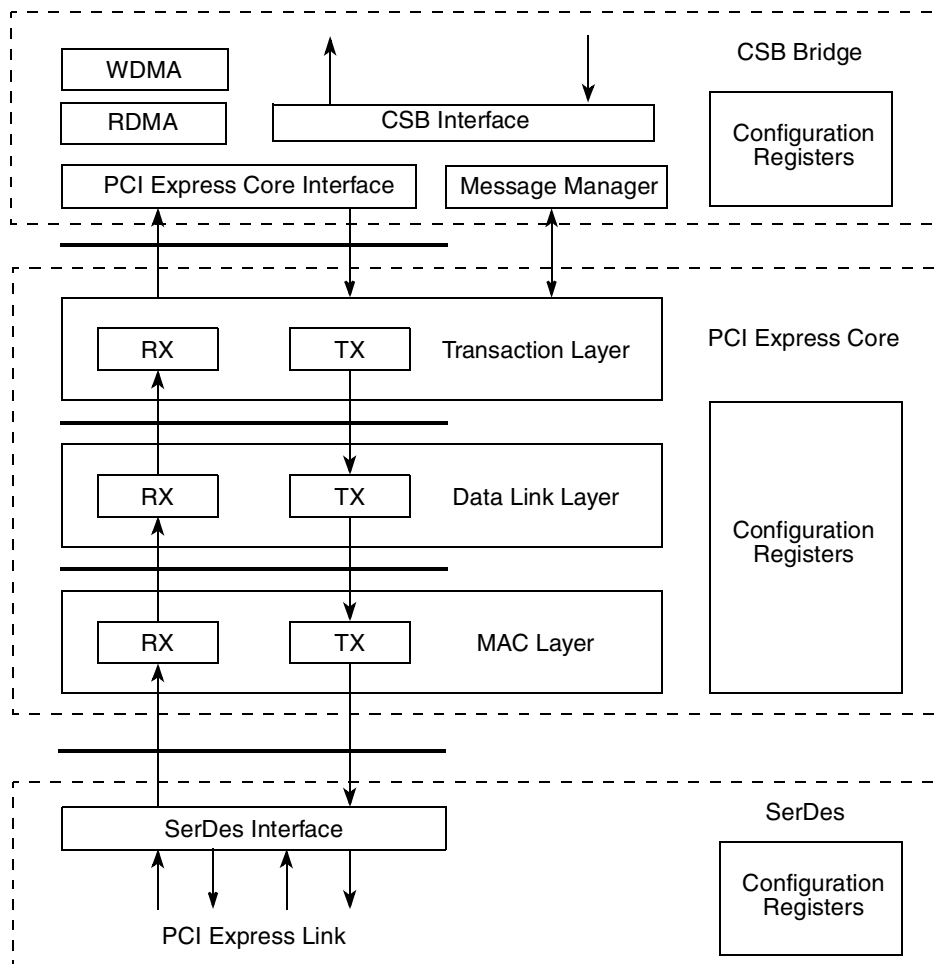 CSB Bridge
WDMA
RDMA
CSB Interface
Configuration
Registers
PCI Express Core Interface
Message Manager
PCI Express Core
RX
TX
Transaction Layer
RX
TX
Data Link Layer
Configuration
Registers
RX
TX
MAC Layer
SerDes
SerDes Interface
Configuration
Registers
PCI Express Link